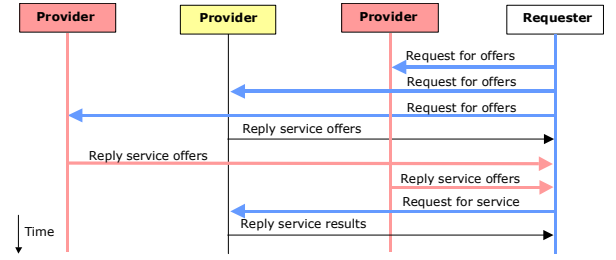 Provider
Provider
Provider
Requester
Request for offers
Request for offers
Request for offers
Reply service offers
Reply service offers
Reply service offers
Request for service
Reply service results
Time